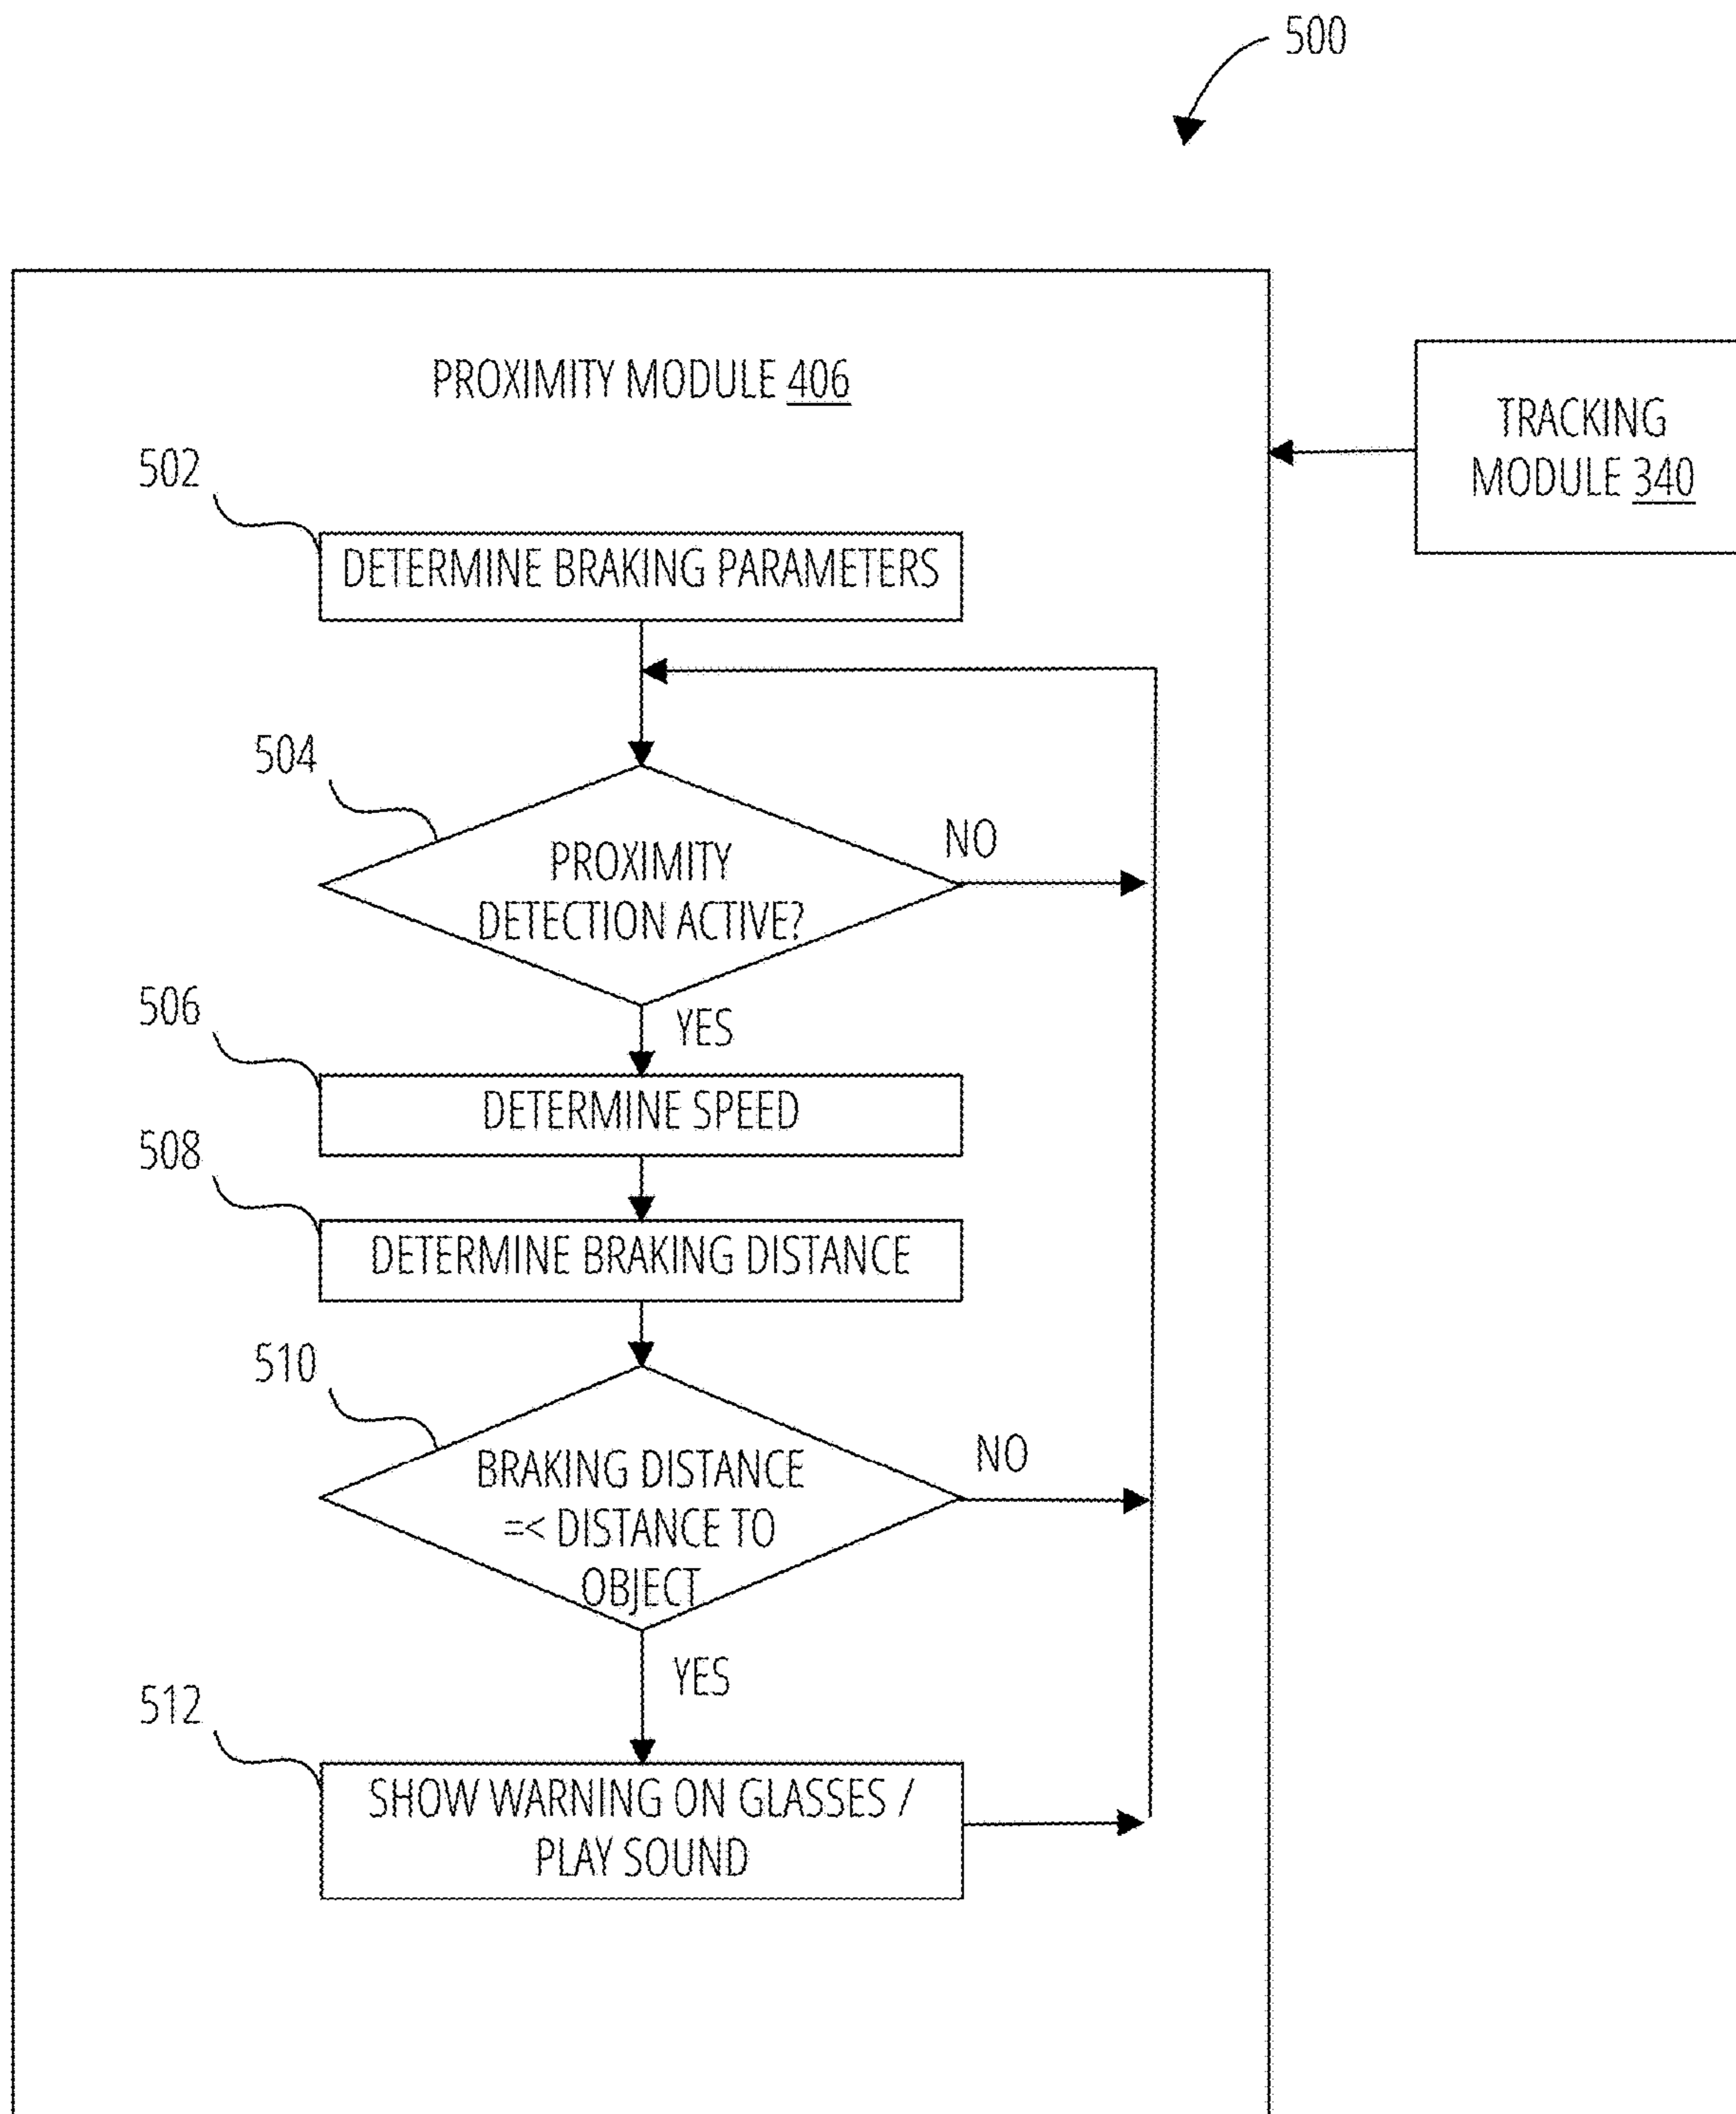 500
PROXIMITY MODULE 406
TRACKING
MODULE 340
502
DETERMINE BRAKING PARAMETERS
504
PROXIMITY
DETECTION ACTIVE?
NO
YES
506
DETERMINE SPEED
508
DETERMINE BRAKING DISTANCE
510
BRAKING DISTANCE
=< DISTANCE TO
OBJECT
NO
YES
512
SHOW WARNING ON GLASSES /
PLAY SOUND